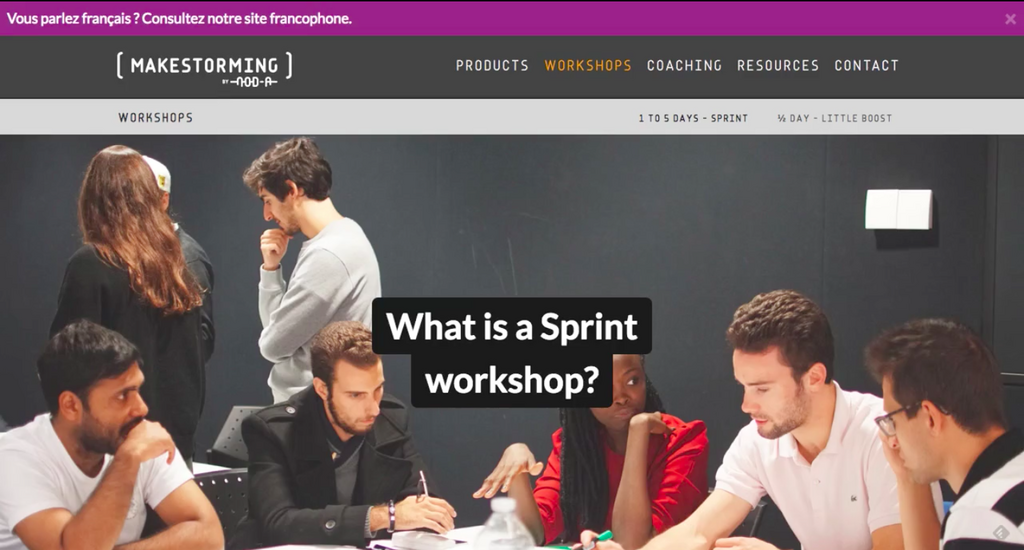 Vous parlez français ? Consultez notre site francophone.
×
[ MAKESTORMING ]
BY NOD-A
PRODUCTS WORKSHOPS COACHING RESOURCES CONTACT
WORKSHOPS
1 TO 5 DAYS - SPRINT ½ DAY - LITTLE BOOST
What is a Sprint
workshop?